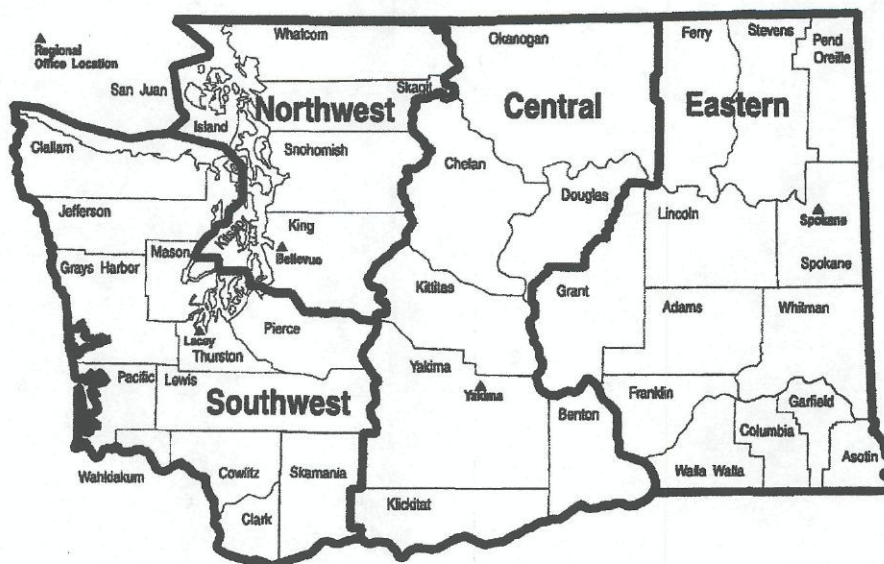 Regional
Office Location
Whatcom
Okanogan
Ferry
Stevens
Pend
Oreille
San Juan
Skagit
Island
Northwest
Central
Eastern
Clallam
Snohomish
Chelan
Douglas
Jefferson
Lincoln
Spokane
King
Kitsap
Mason
Bellevue
Grays Harbor
Spokane
Kittitas
Grant
Adams
Whitman
Lacey
Pierce
Thurston
Yakima
Pacific
Lewis
Yakima
Franklin
Garfield
Southwest
Benton
Columbia
Asotin
Wahkiakum
Cowlitz
Skamania
Walla Walla
Klickitat
Clark